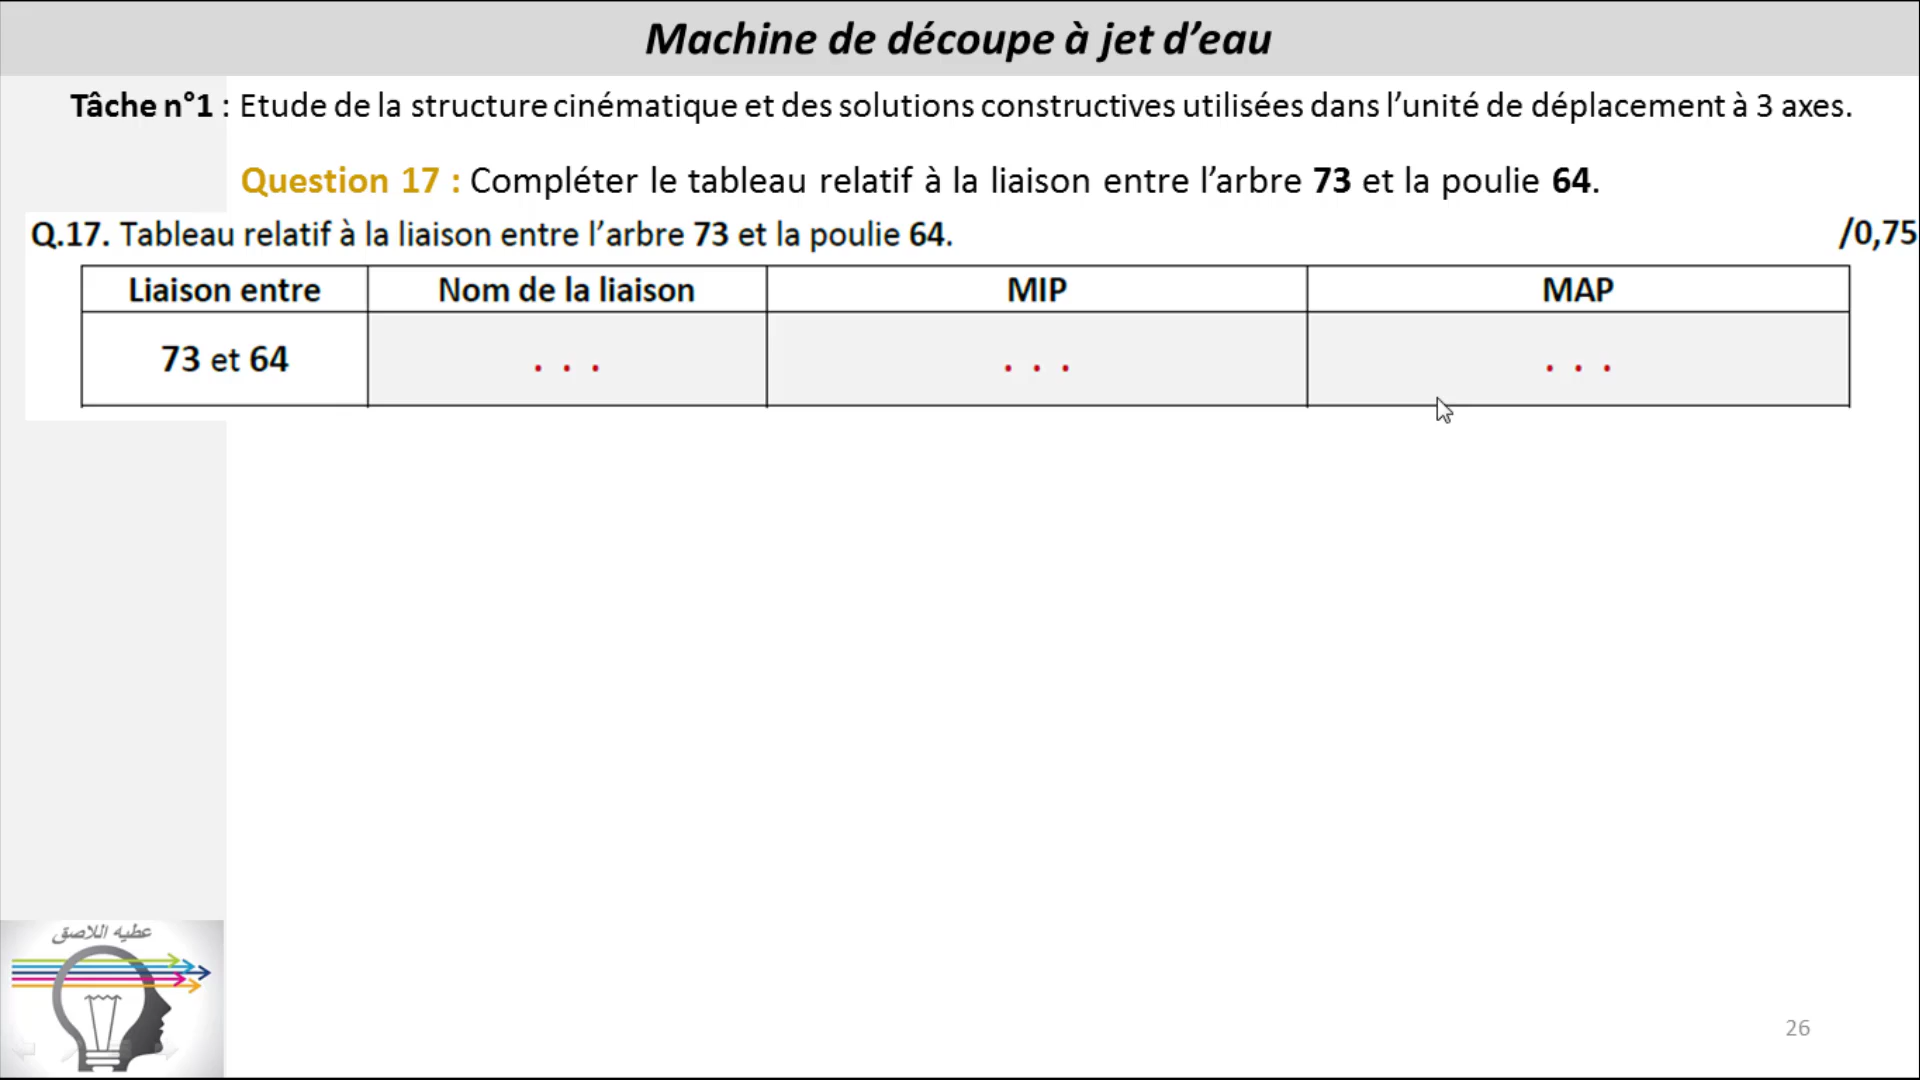 Machine de découpe à jet d’eau
Tâche n°1 : Etude de la structure cinématique et des solutions constructives utilisées dans l’unité de déplacement à 3 axes.
Question 17 : Compléter le tableau relatif à la liaison entre l’arbre 73 et la poulie 64.
Q.17. Tableau relatif à la liaison entre l’arbre 73 et la poulie 64. /0,75
Liaison entre Nom de la liaison MIP MAP
73 et 64 . . . . . . . . .
عطيه اللاصق
26